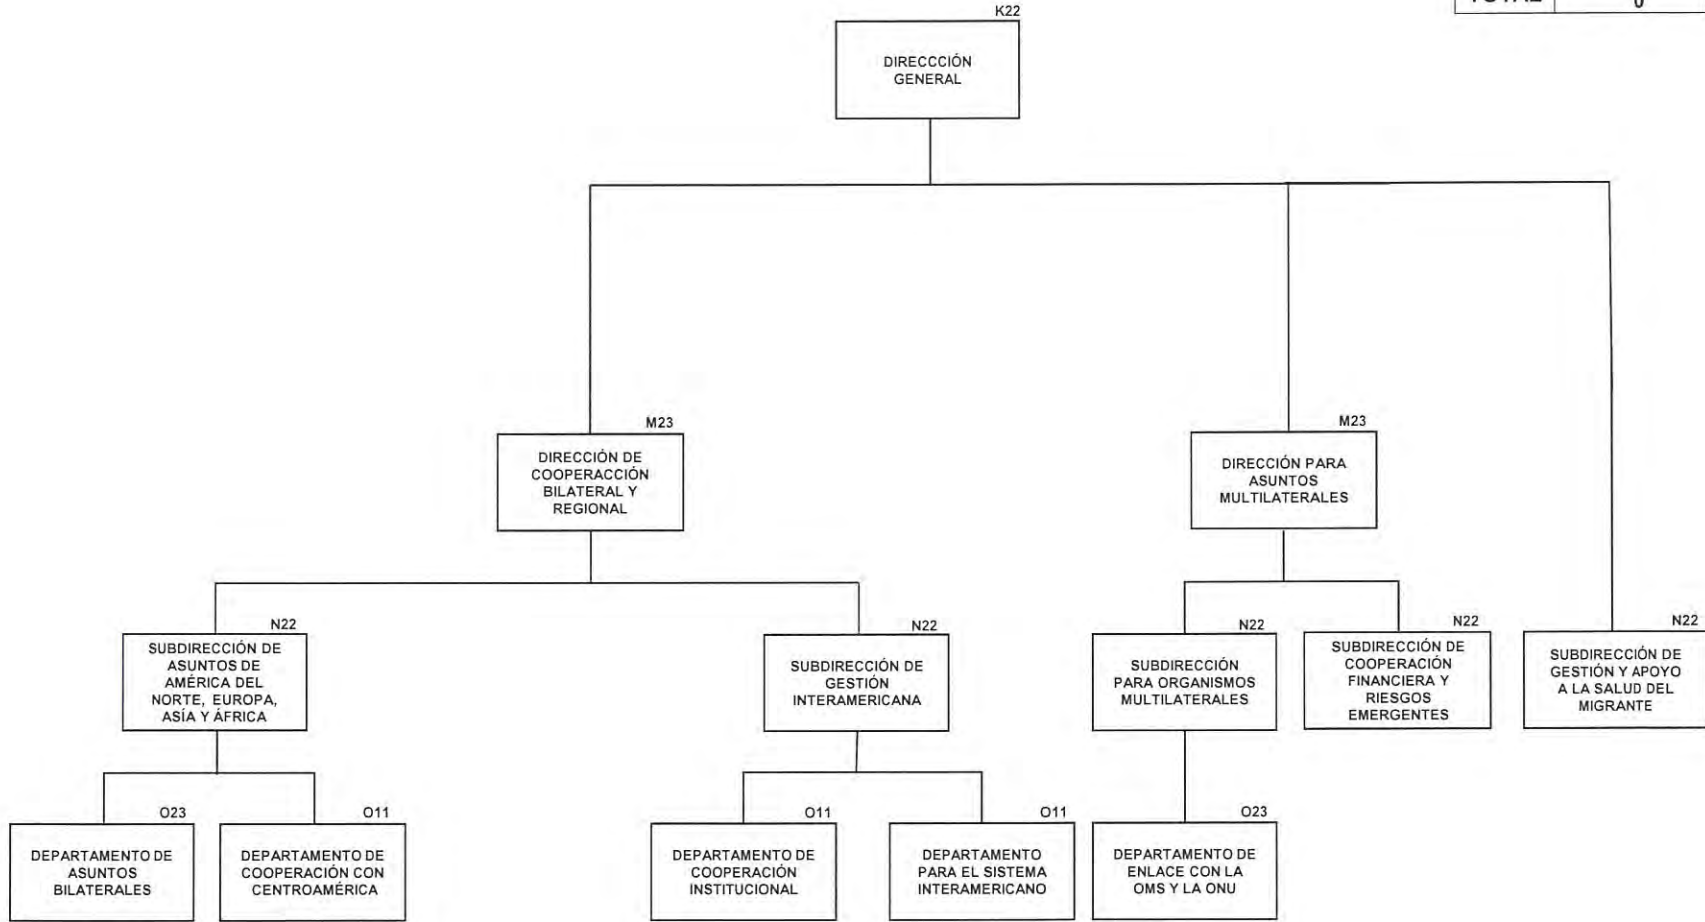 TOTAL 0
K22
DIRECCCIÓN
GENERAL
M23
DIRECCIÓN DE
COOPERACCIÓN
BILATERAL Y
REGIONAL
M23
DIRECCIÓN PARA
ASUNTOS
MULTILATERALES
N22
SUBDIRECCIÓN DE
ASUNTOS DE
AMÉRICA DEL
NORTE, EUROPA,
ASÍA Y ÁFRICA
N22
SUBDIRECCIÓN DE
GESTIÓN
INTERAMERICANA
N22
SUBDIRECCIÓN
PARA ORGANISMOS
MULTILATERALES
N22
SUBDIRECCIÓN DE
COOPERACIÓN
FINANCIERA Y
RIESGOS
EMERGENTES
N22
SUBDIRECCIÓN DE
GESTIÓN Y APOYO
A LA SALUD DEL
MIGRANTE
O23
DEPARTAMENTO DE
ASUNTOS
BILATERALES
O11
DEPARTAMENTO DE
COOPERACIÓN CON
CENTROAMÉRICA
O11
DEPARTAMENTO DE
COOPERACIÓN
INSTITUCIONAL
O11
DEPARTAMENTO
PARA EL SISTEMA
INTERAMERICANO
O23
DEPARTAMENTO DE
ENLACE CON LA
OMS Y LA ONU